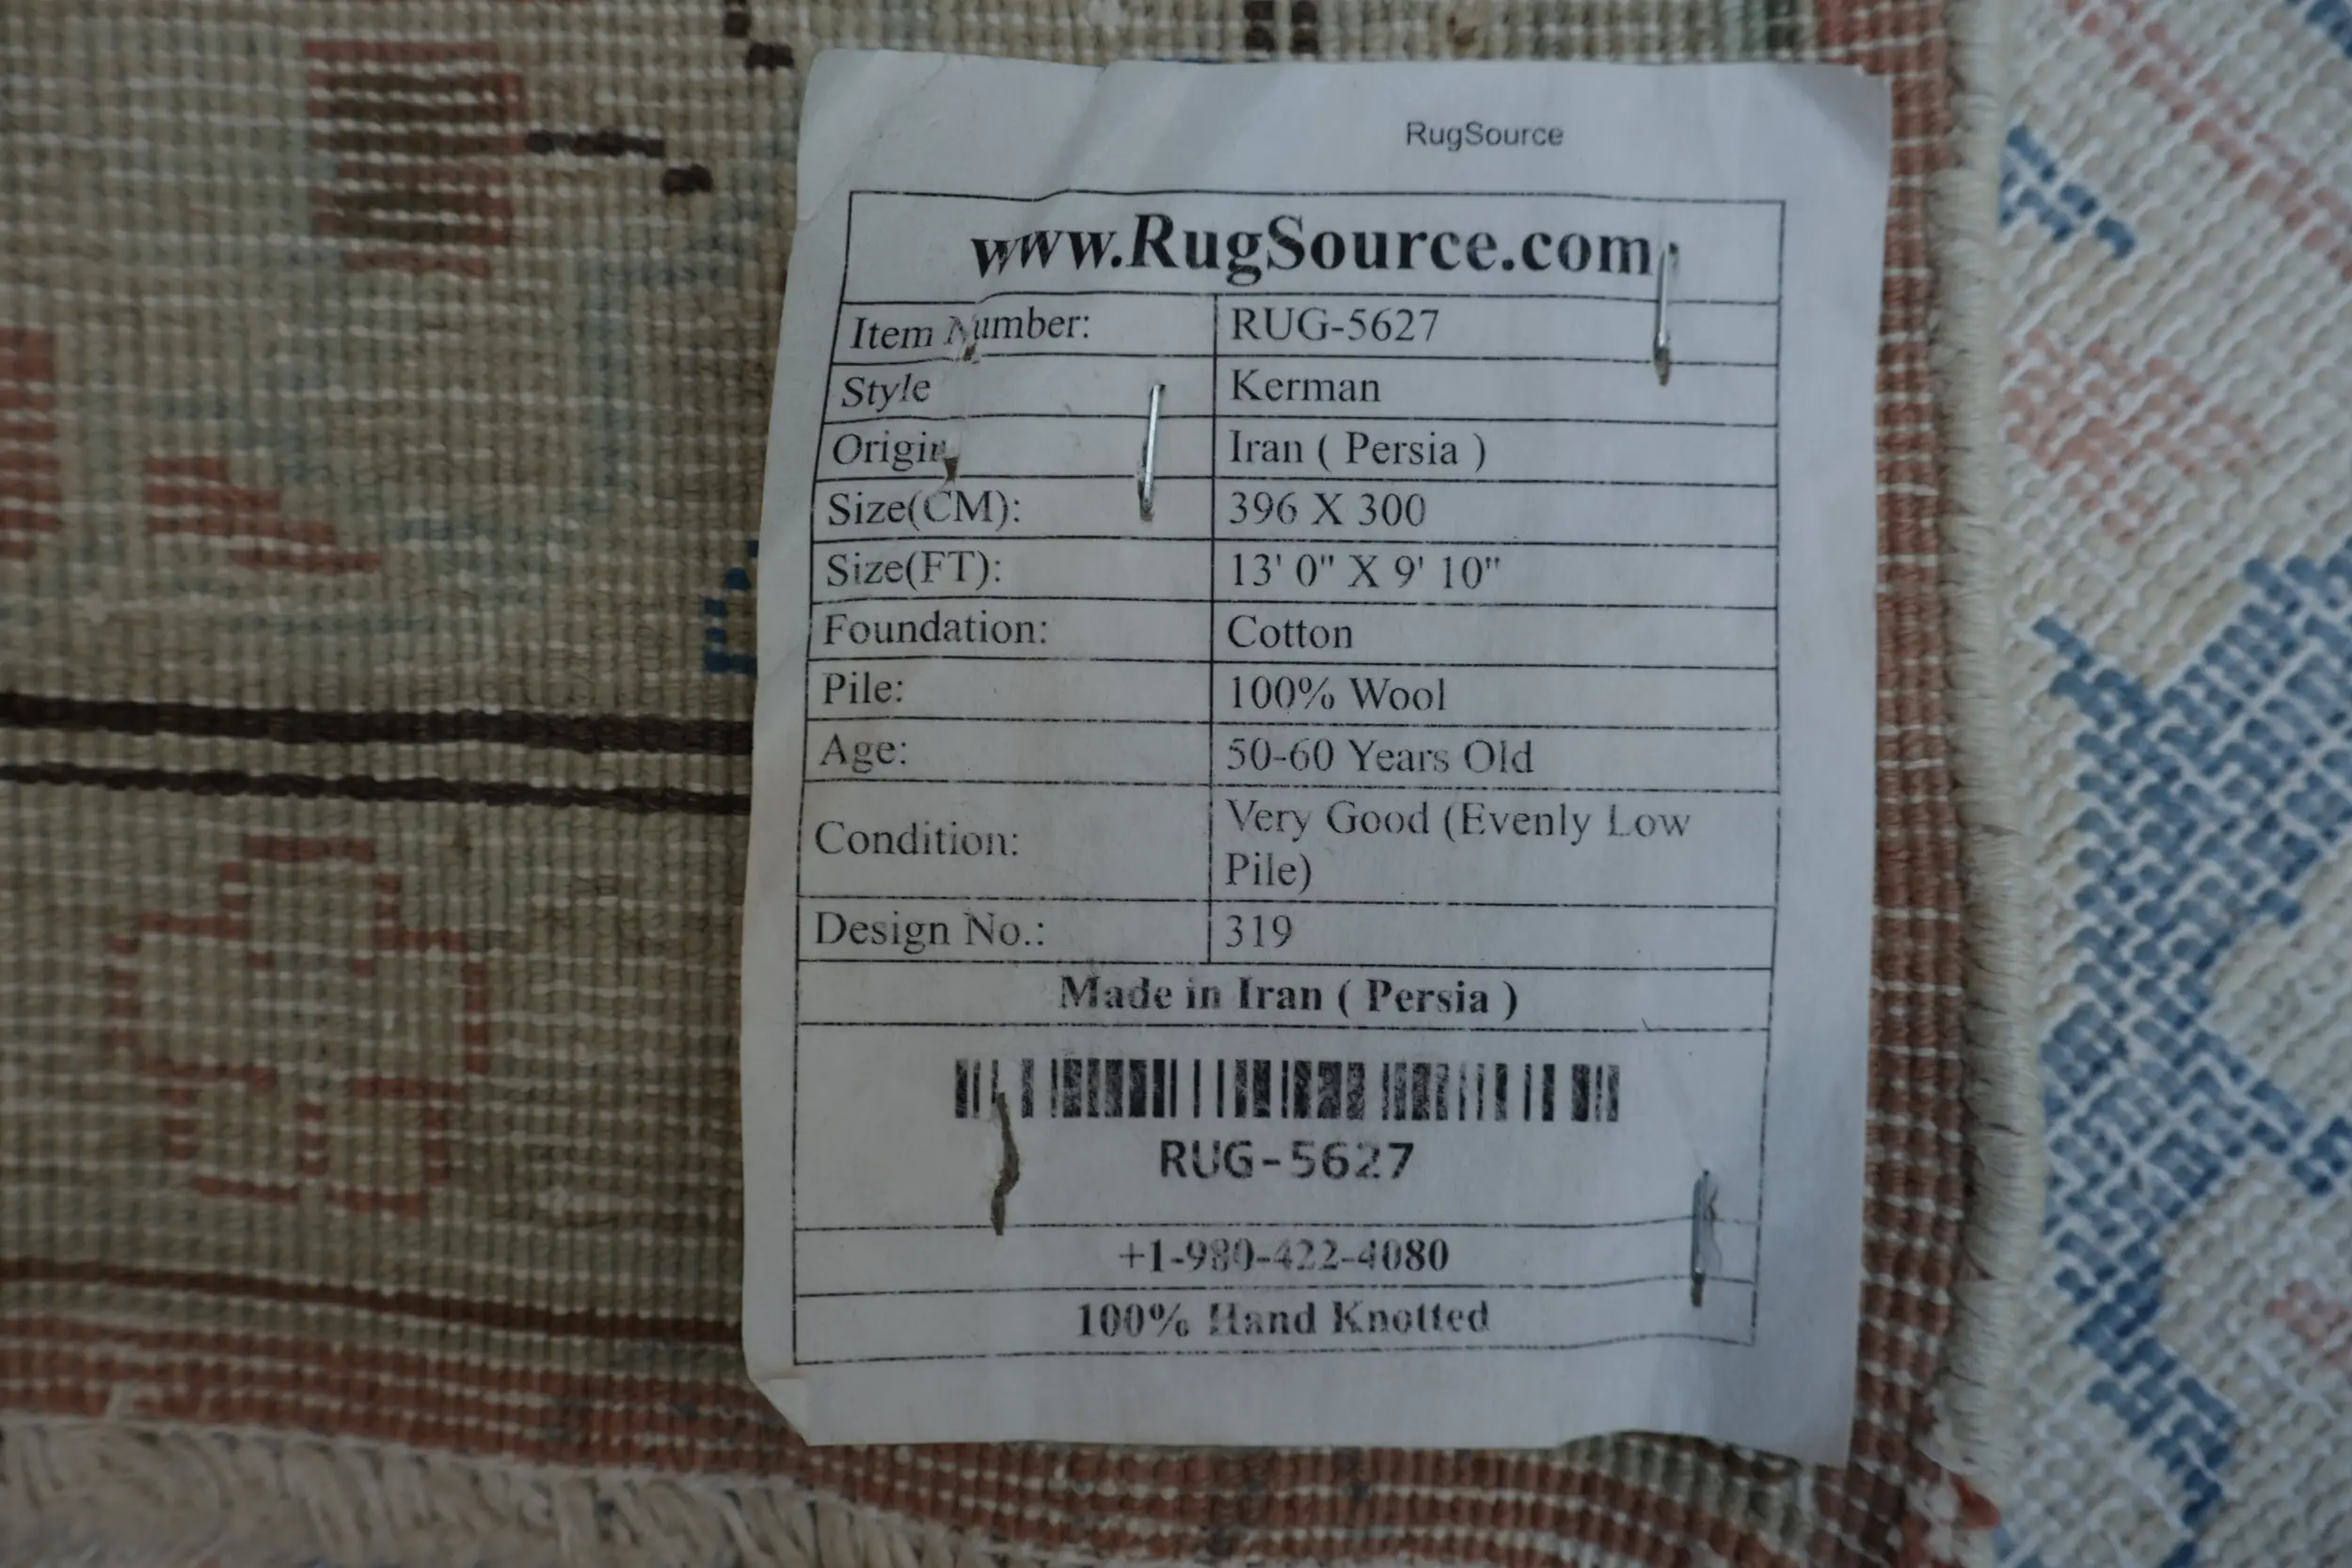 RugSource
www.RugSource.com
Item Number: RUG-5627
Style Kerman
Origin Iran ( Persia )
Size(CM): 396 X 300
Size(FT): 13' 0" X 9' 10"
Foundation: Cotton
Pile: 100% Wool
Age: 50-60 Years Old
Condition: Very Good (Evenly Low
Pile)
Design No.: 319
Made in Iran ( Persia )
RUG-5627
+1-980-422-4080
100% Hand Knotted